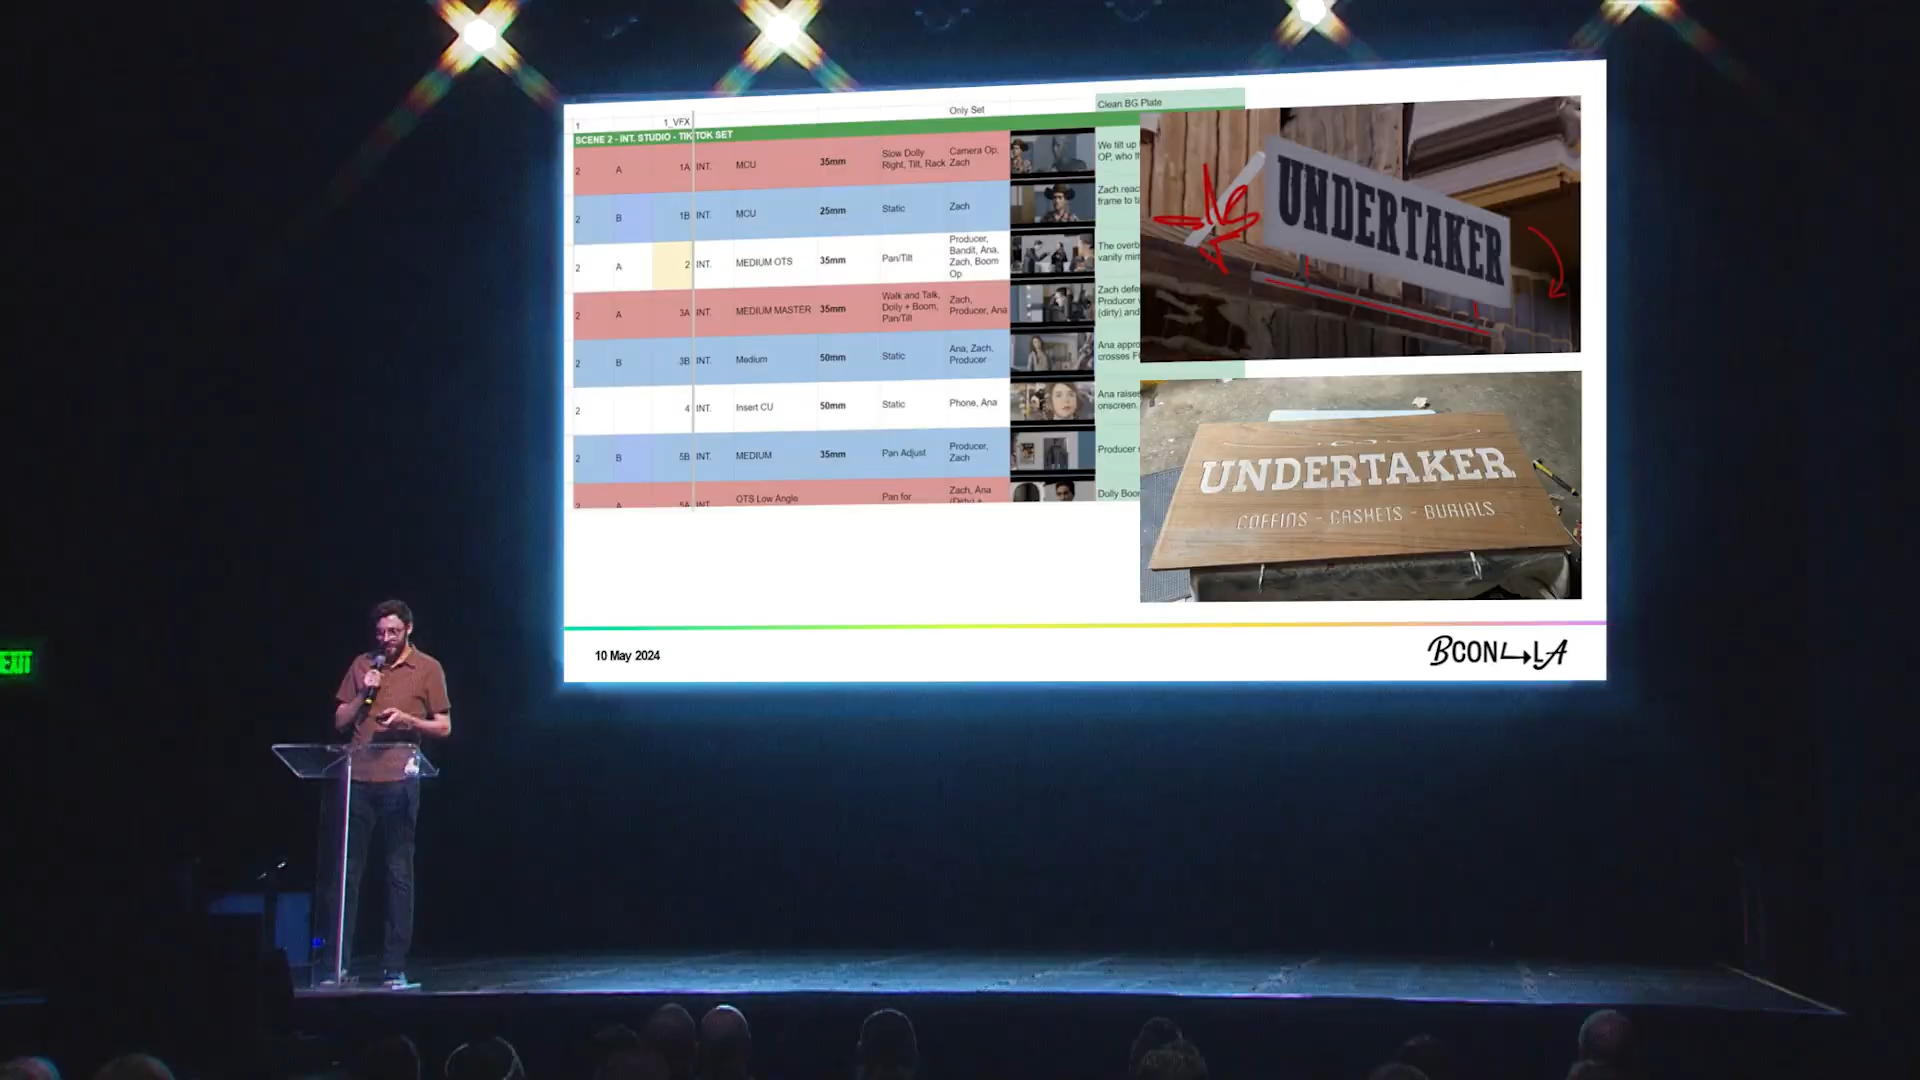 Only Set
Clean BG Plate
1
1_VFX
SCENE 2 - INT. STUDIO - TIKTOK SET
2 A 1A INT. MCU 35mm Slow Dolly Right, Tilt, Rack Camera Op, Zach We tilt up
2 B 1B INT. MCU 25mm Static Zach Zach reac
frame to ta
2 A 2 INT. MEDIUM OTS 35mm Pan/Tilt Producer, Bandit, Ana, Zach, Boom Op The overb
vanity mirr
2 A 3A INT. MEDIUM MASTER 35mm Walk and Talk, Dolly + Boom, Pan/Tilt Zach, Producer, Ana Zach defe
Producer
(dirty) and
2 B 3B INT. Medium 50mm Static Ana, Zach, Producer Ana appro
2 4 INT. Insert CU 50mm Static Phone, Ana Ana raise
onscreen.
2 B 5B INT. MEDIUM 35mm Pan Adjust Producer, Zach Producer
2 A 5A INT. OTS Low Angle Pan for Zach, Ana Dolly Boo
UNDERTAKER
UNDERTAKER
COFFINS - CASKETS - BURIALS
10 May 2024
BCON LA
EXIT